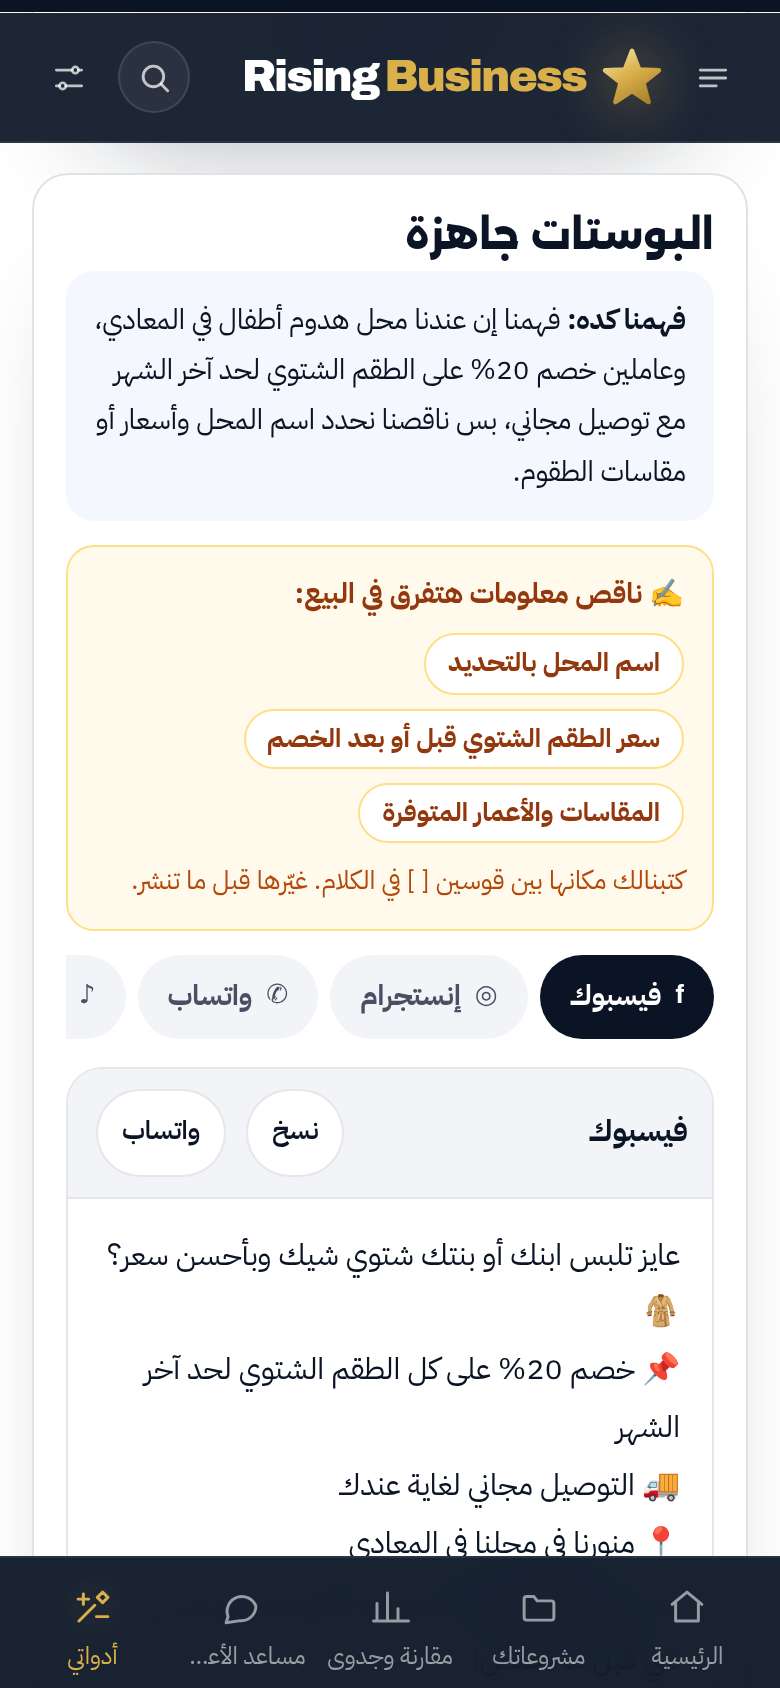 Rising Business
البوستات جاهزة
فهمنا كده: فهمنا إن عندنا محل هدوم أطفال في المعادي،
وعاملين خصم 20% على الطقم الشتوي لحد آخر الشهر
مع توصيل مجاني، بس ناقصنا نحدد اسم المحل وأسعار أو
مقاسات الطقوم.
✍️ ناقص معلومات هتفرق في البيع:
اسم المحل بالتحديد
سعر الطقم الشتوي قبل أو بعد الخصم
المقاسات والأعمار المتوفرة
كتبنالك مكانها بين قوسين [ ] في الكلام. غيّرها قبل ما تنشر.
f فيسبوك
◎ إنستجرام
✆ واتساب
♪
فيسبوك
نسخ
واتساب
عايز تلبس ابنك أو بنتك شتوي شيك وبأحسن سعر؟
🧥
📌 خصم 20% على كل الطقم الشتوي لحد آخر
الشهر
🚚 التوصيل مجاني لغاية عندك
📍 منورنا في محلنا في المعادي
الرئيسية
مشروعاتك
مقارنة وجدوى
مساعد الأعـ...
أدواتي